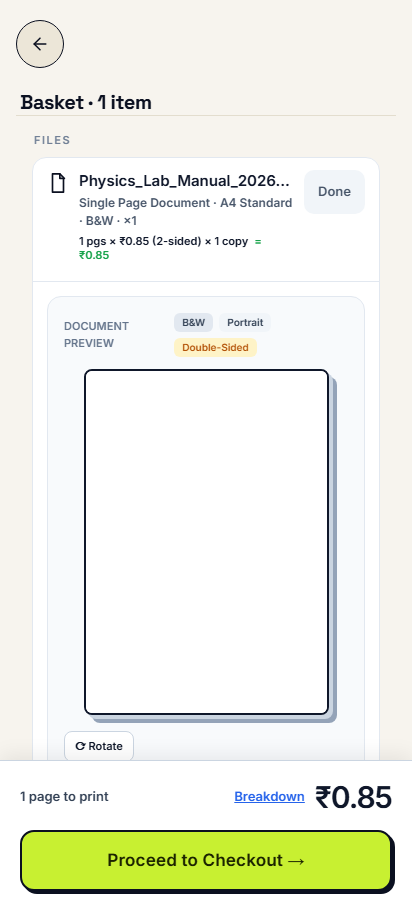 Basket · 1 item
FILES
Physics_Lab_Manual_2026...
Done
Single Page Document · A4 Standard
· B&W · ×1
1 pgs × ₹0.85 (2-sided) × 1 copy =
₹0.85
DOCUMENT
PREVIEW
B&W Portrait
Double-Sided
Rotate
1 page to print
Breakdown ₹0.85
Proceed to Checkout →